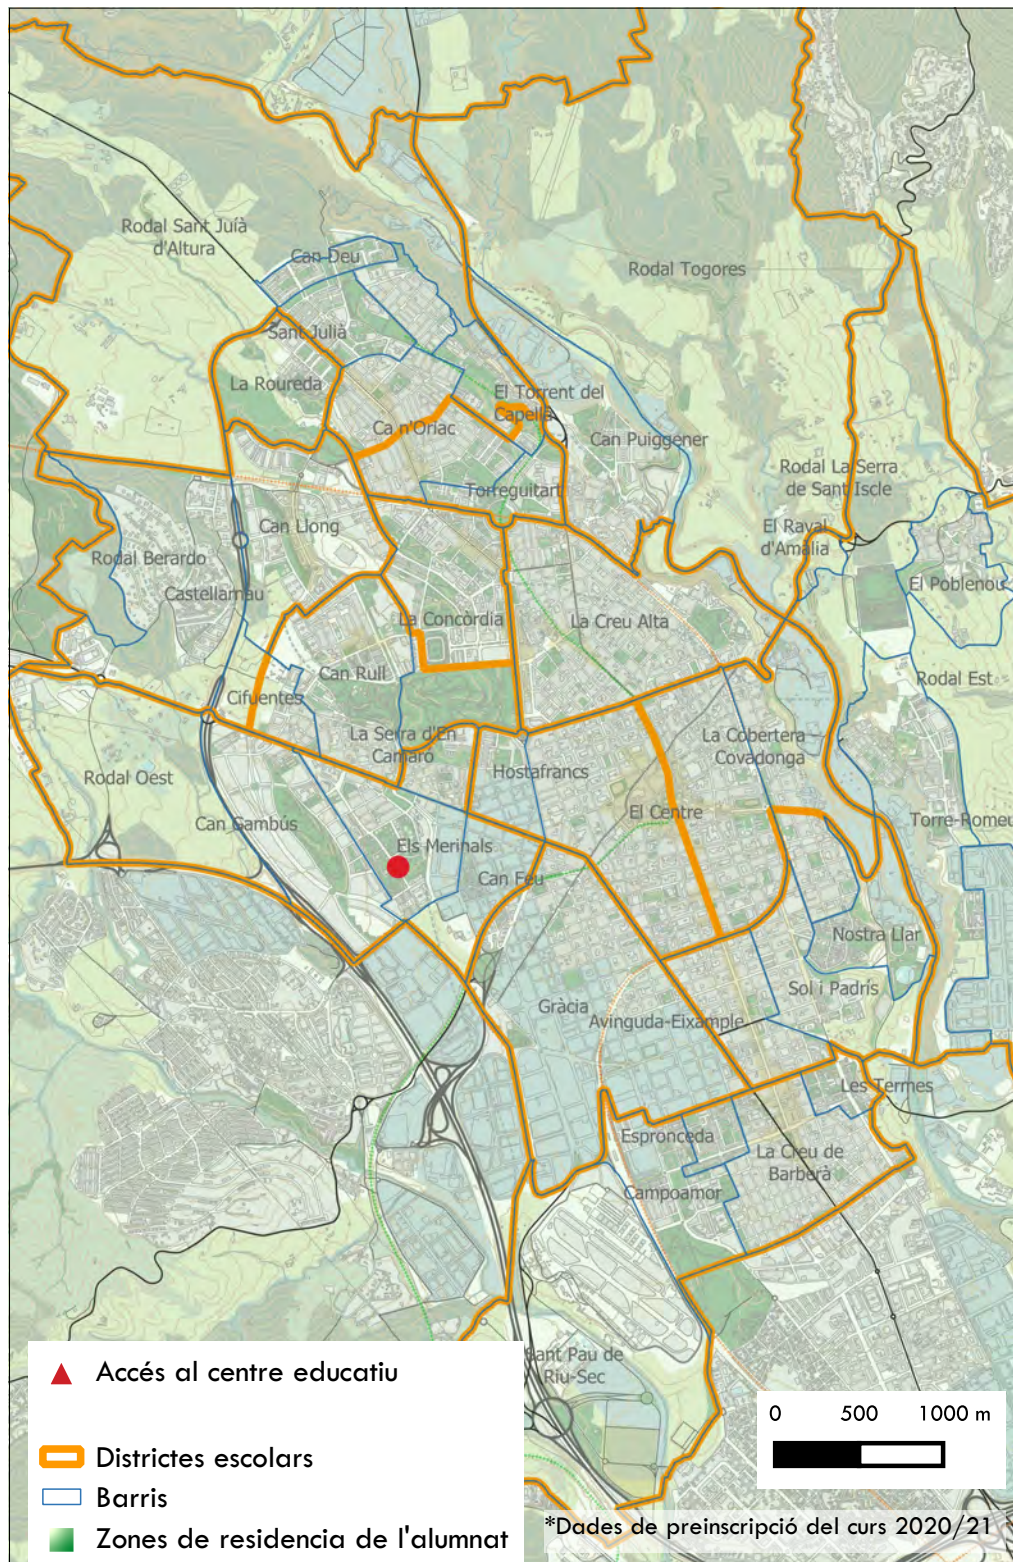 Rodal Sant Juíà
d'Altura
Can Deu
Rodal Togores
Sant Julià
La Roureda
El Torrent del
Capellà
Ca n'Oriac
Can Puiggener
Rodal La Serra
de Sant Iscle
Torreguitart
Can Llong
El Raval
d'Amàlia
Rodal Berardo
El Poblenou
Castellarnau
La Concòrdia
La Creu Alta
Can Rull
Rodal Est
Cifuentes
La Serra d'En
Camaró
La Cobertera
Covadonga
Hostafrancs
Rodal Oest
El Centre
Can Gambús
Torre-Romeu
Els Merinals
Can Feu
Nostra Llar
Sol i Padrís
Gràcia
Avinguda-Eixample
Les Termes
Espronceda
La Creu de
Barberà
Campoamor
Sant Pau de
Riu-Sec
Accés al centre educatiu
Districtes escolars
Barris
Zones de residencia de l'alumnat
0 500 1000 m
*Dades de preinscripció del curs 2020/21